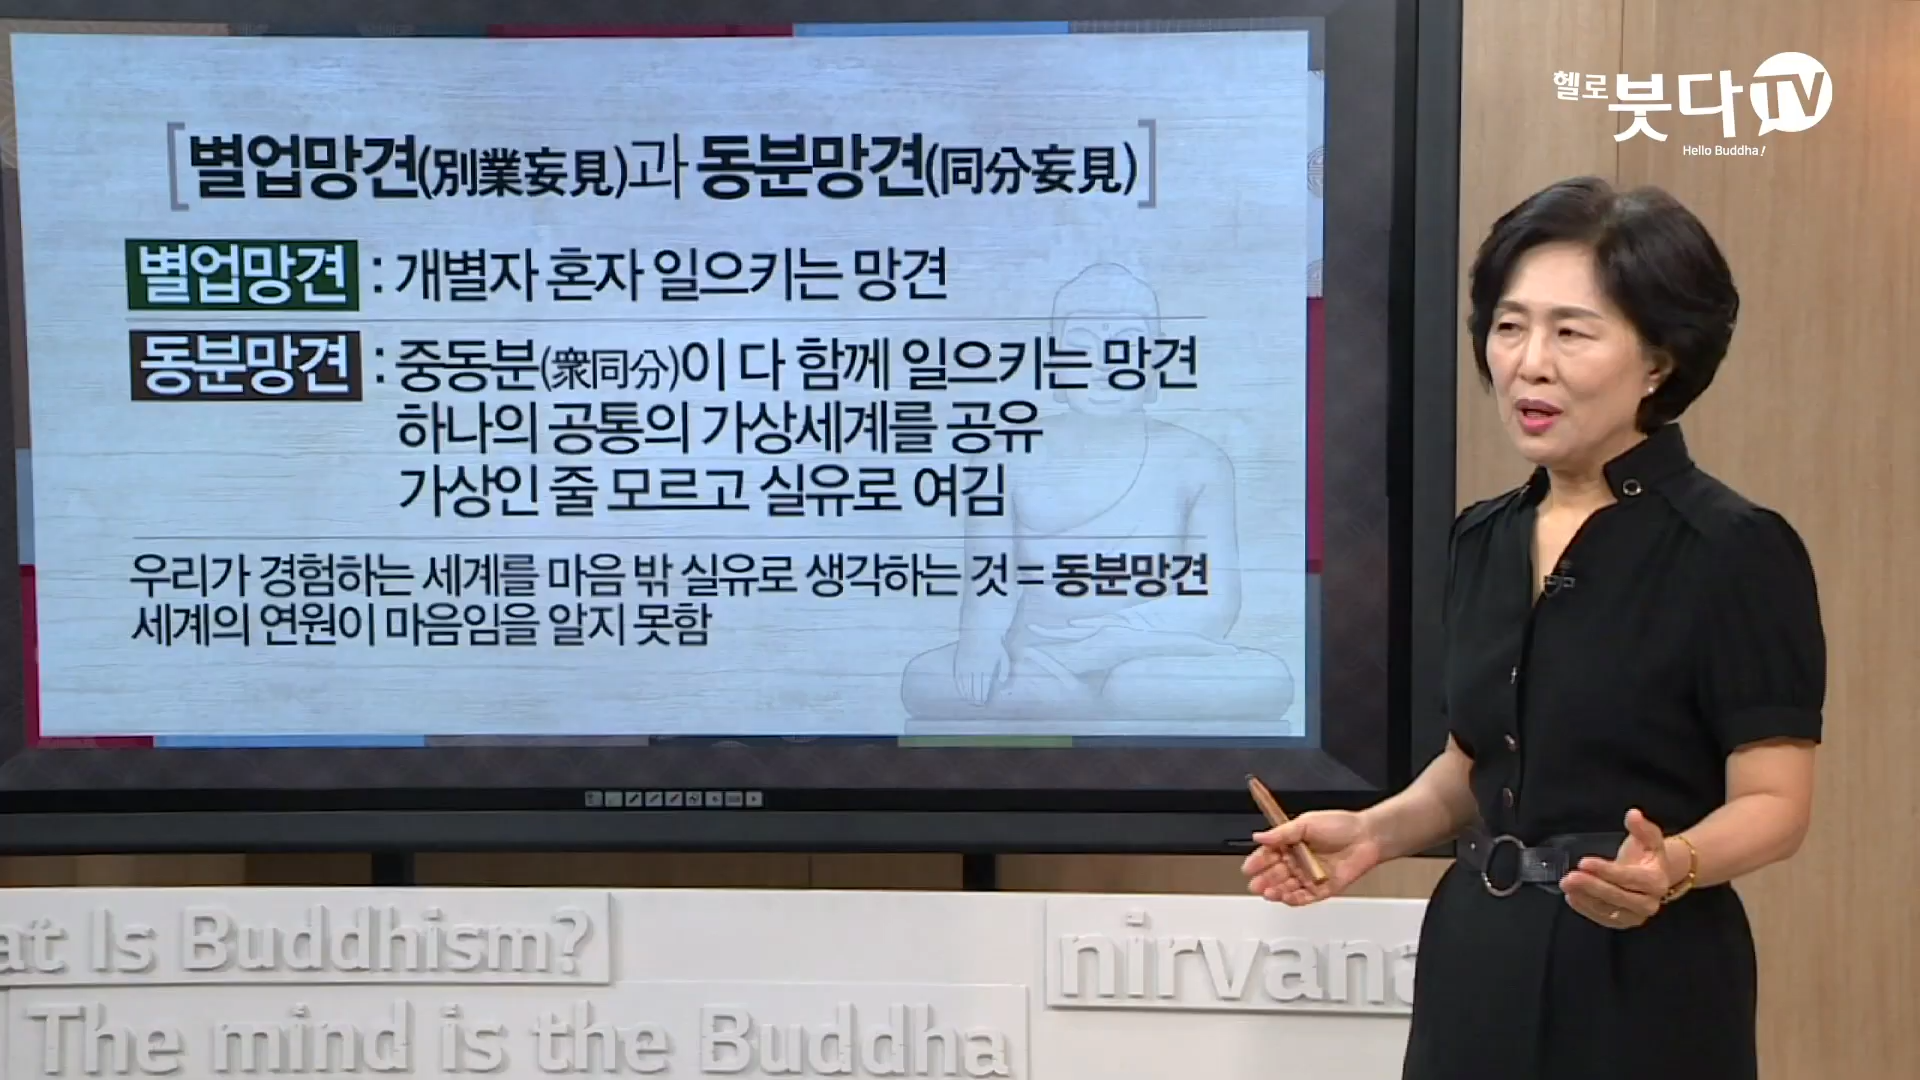 [별업망견(別業妄見)과 동분망견(同分妄見)]
별업망견 : 개별자 혼자 일으키는 망견
동분망견 : 중동분(衆同分)이 다 함께 일으키는 망견
하나의 공통의 가상세계를 공유
가상인 줄 모르고 실유로 여김
우리가 경험하는 세계를 마음 밖 실유로 생각하는 것 = 동분망견
세계의 연원이 마음임을 알지 못함
헬로 붓다 TV
Hello Buddha!
at Is Buddhism?
nirvana
The mind is the Buddha